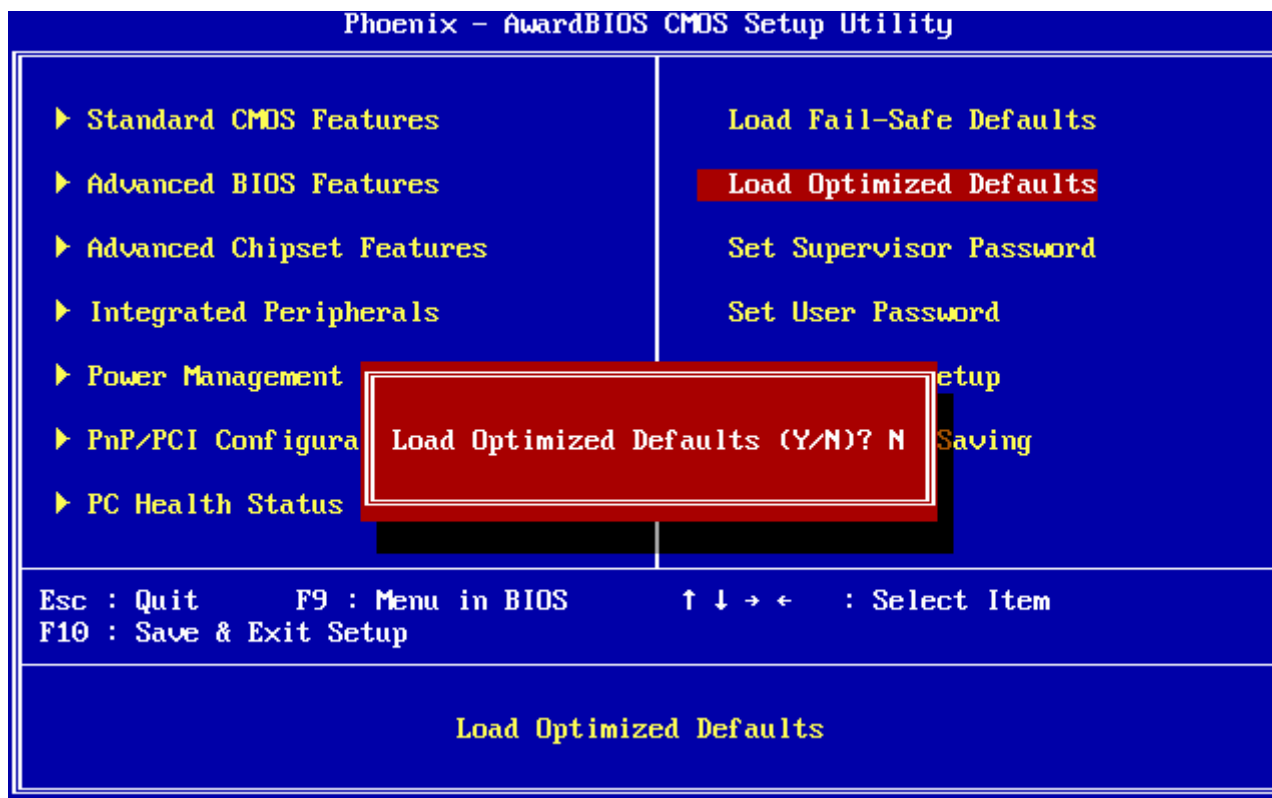 Phoenix - AwardBIOS CMOS Setup Utility
Standard CMOS Features
Advanced BIOS Features
Advanced Chipset Features
Integrated Peripherals
Power Management
PnP/PCI Configura
PC Health Status
Load Fail-Safe Defaults
Load Optimized Defaults
Set Supervisor Password
Set User Password
etup
Saving
Load Optimized Defaults (Y/N)? N
Esc : Quit F9 : Menu in BIOS ↑ ↓ → ← : Select Item
F10 : Save & Exit Setup
Load Optimized Defaults